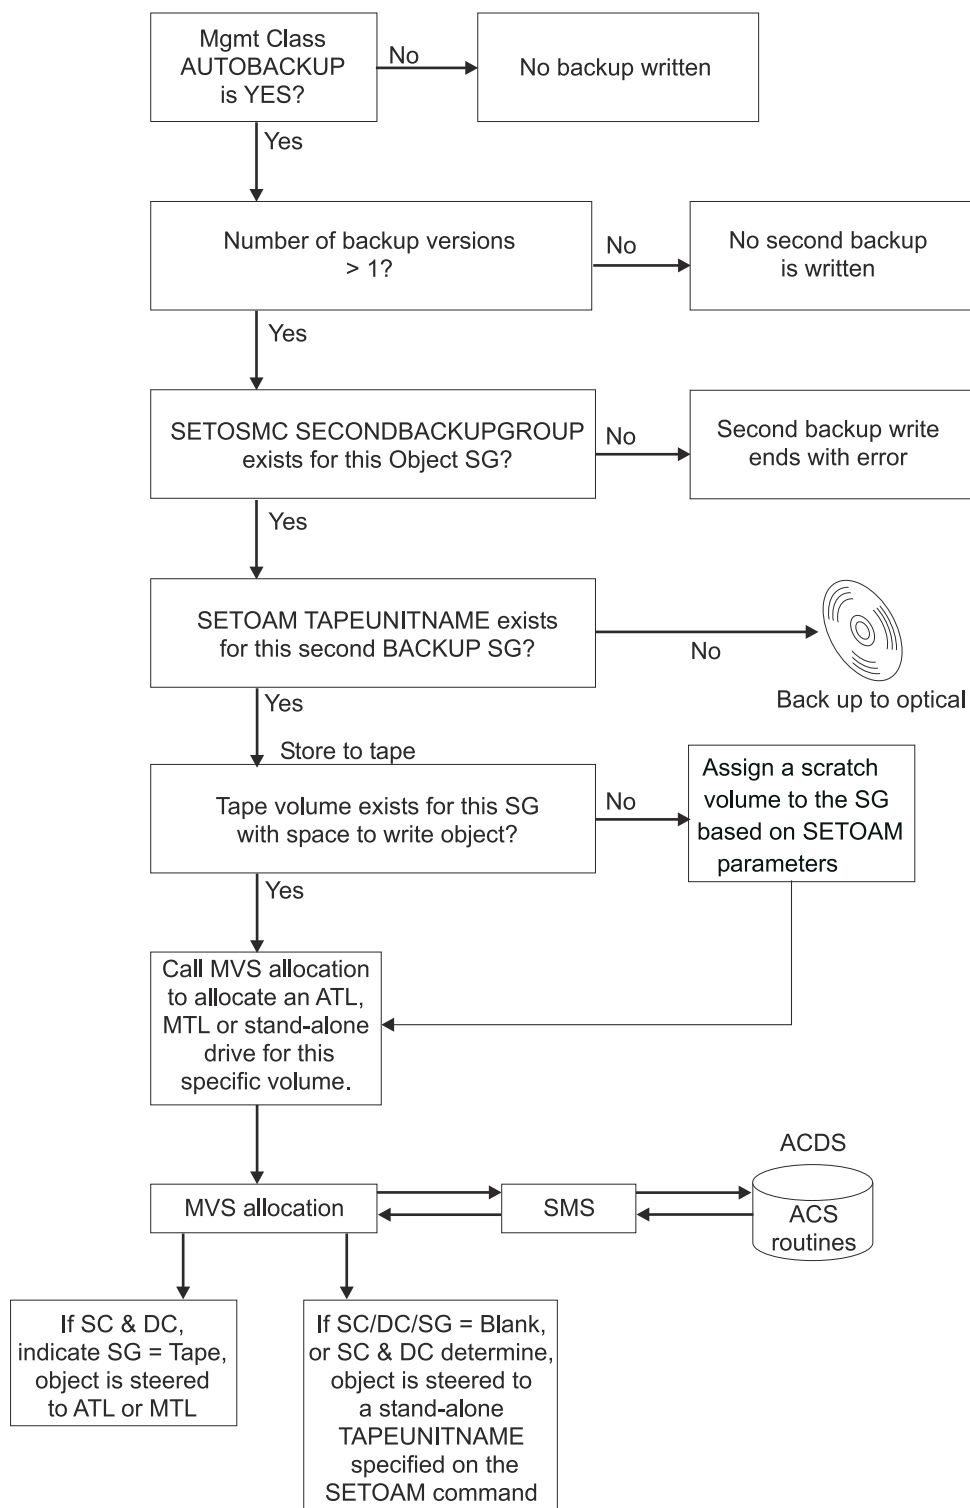 Mgmt Class
AUTOBACKUP
is YES?
No
No backup written
Yes
Number of backup versions
> 1?
No
No second backup
is written
Yes
SETOSMC SECONDBACKUPGROUP
exists for this Object SG?
No
Second backup write
ends with error
Yes
SETOAM TAPEUNITNAME exists
for this second BACKUP SG?
No
Back up to optical
Yes
Store to tape
Tape volume exists for this SG
with space to write object?
No
Assign a scratch
volume to the SG
based on SETOAM
parameters
Yes
Call MVS allocation
to allocate an ATL,
MTL or stand-alone
drive for this
specific volume.
MVS allocation
SMS
ACDS
ACS
routines
If SC & DC,
indicate SG = Tape,
object is steered
to ATL or MTL
If SC/DC/SG = Blank,
or SC & DC determine,
object is steered to
a stand-alone
TAPEUNITNAME
specified on the
SETOAM command